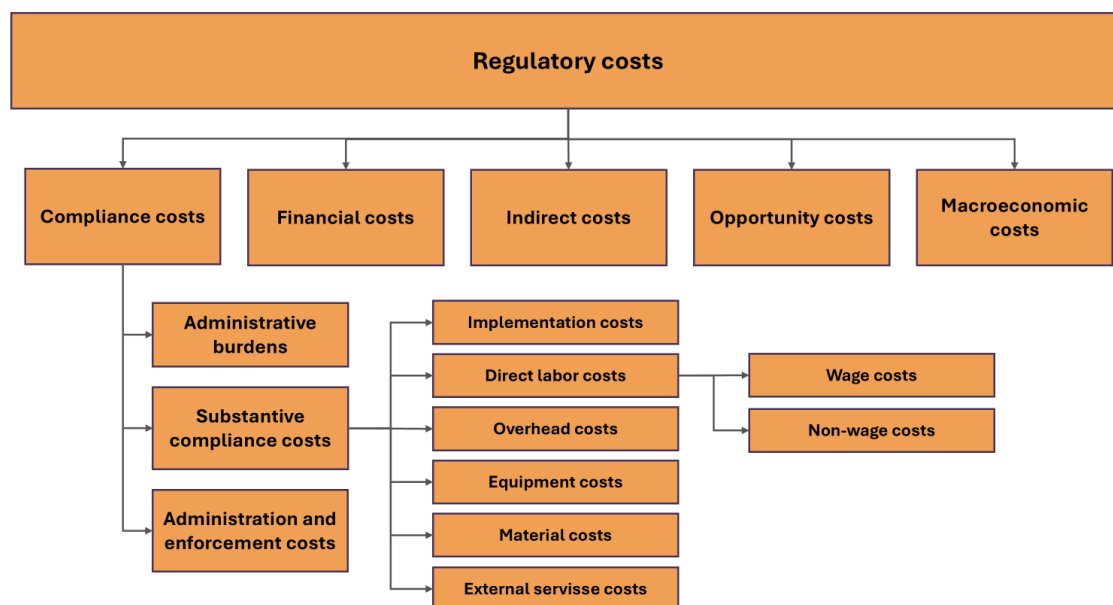 Regulatory costs
Compliance costs
Financial costs
Indirect costs
Opportunity costs
Macroeconomic
costs
Administrative
burdens
Substantive
compliance costs
Administration and
enforcement costs
Implementation costs
Direct labor costs
Overhead costs
Equipment costs
Material costs
External servisse costs
Wage costs
Non-wage costs